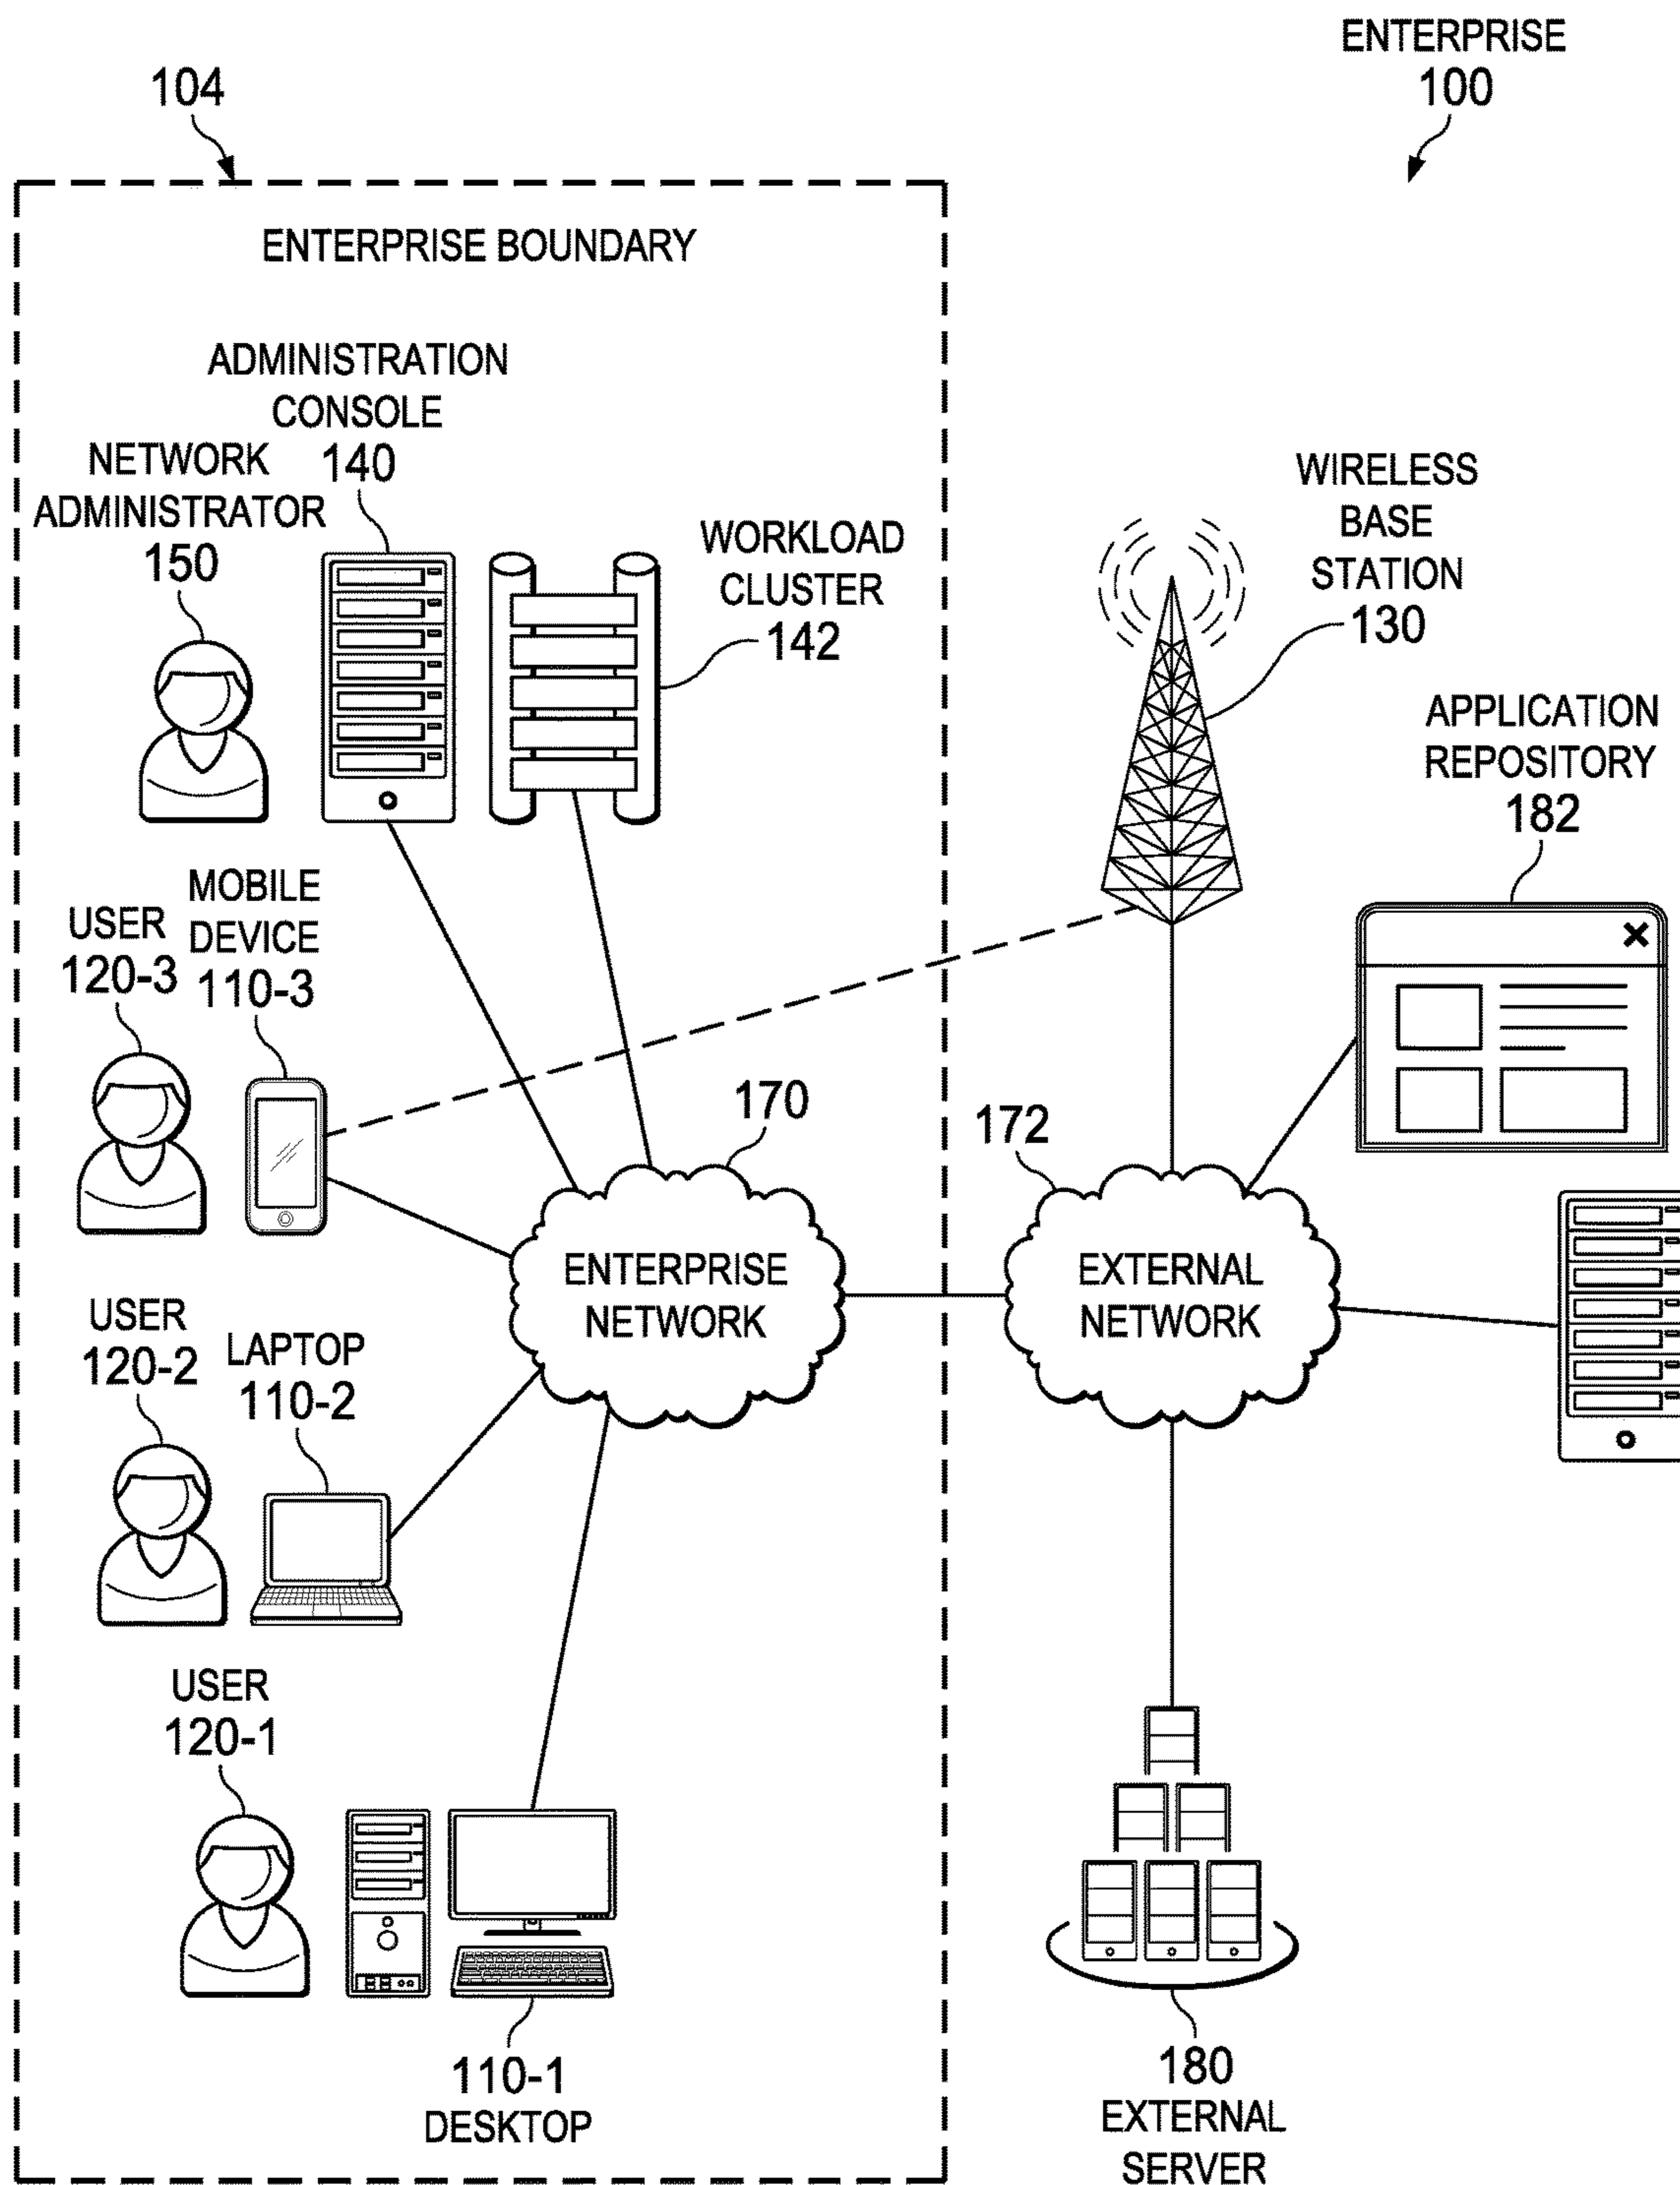 ENTERPRISE
100
104
ENTERPRISE BOUNDARY
ADMINISTRATION
CONSOLE
140
NETWORK
ADMINISTRATOR
150
WORKLOAD
CLUSTER
142
WIRELESS
BASE
STATION
130
APPLICATION
REPOSITORY
182
USER
120-3
MOBILE
DEVICE
110-3
170
172
ENTERPRISE
NETWORK
EXTERNAL
NETWORK
USER
120-2
LAPTOP
110-2
USER
120-1
110-1
DESKTOP
180
EXTERNAL
SERVER